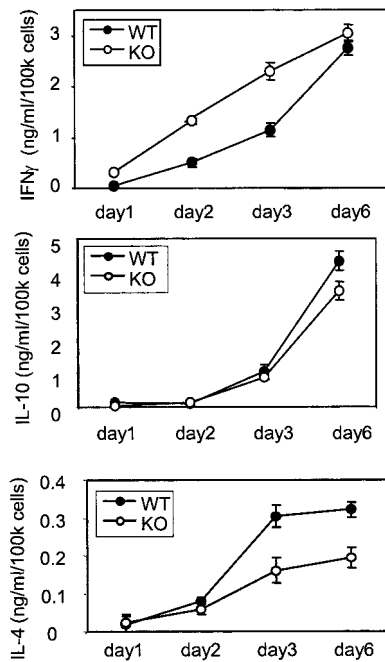 IFNγ (ng/ml/100k cells)
3
2
1
0
WT
KO
day1 day2 day3 day6
IL-10 (ng/ml/100k cells)
5
4
3
2
1
0
WT
KO
day1 day2 day3 day6
IL-4 (ng/ml/100k cells)
0.4
0.3
0.2
0.1
0
WT
KO
day1 day2 day3 day6